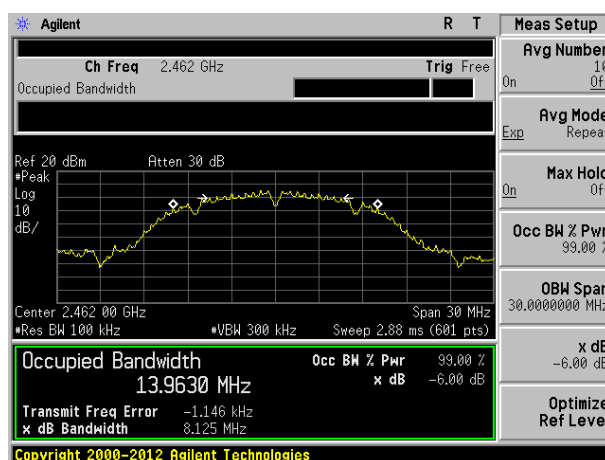 Agilent R T
Ch Freq 2.462 GHz Trig Free
Occupied Bandwidth
Ref 20 dBm Atten 30 dB
#Peak
Log
10
dB/
Center 2.462 00 GHz Span 30 MHz
#Res BW 100 kHz #VBW 300 kHz Sweep 2.88 ms (601 pts)
Occupied Bandwidth Occ BW % Pwr 99.00 %
13.9630 MHz x dB -6.00 dB
Transmit Freq Error -1.146 kHz
x dB Bandwidth 8.125 MHz
Copyright 2000-2012 Agilent Technologies
Meas Setup
Avg Number
10
On Of
Avg Mode
Exp Repeat
Max Hold
On Of
Occ BW % Pwr
99.00 %
OBW Span
30.0000000 MHz
x dB
-6.00 dB
Optimize
Ref Level